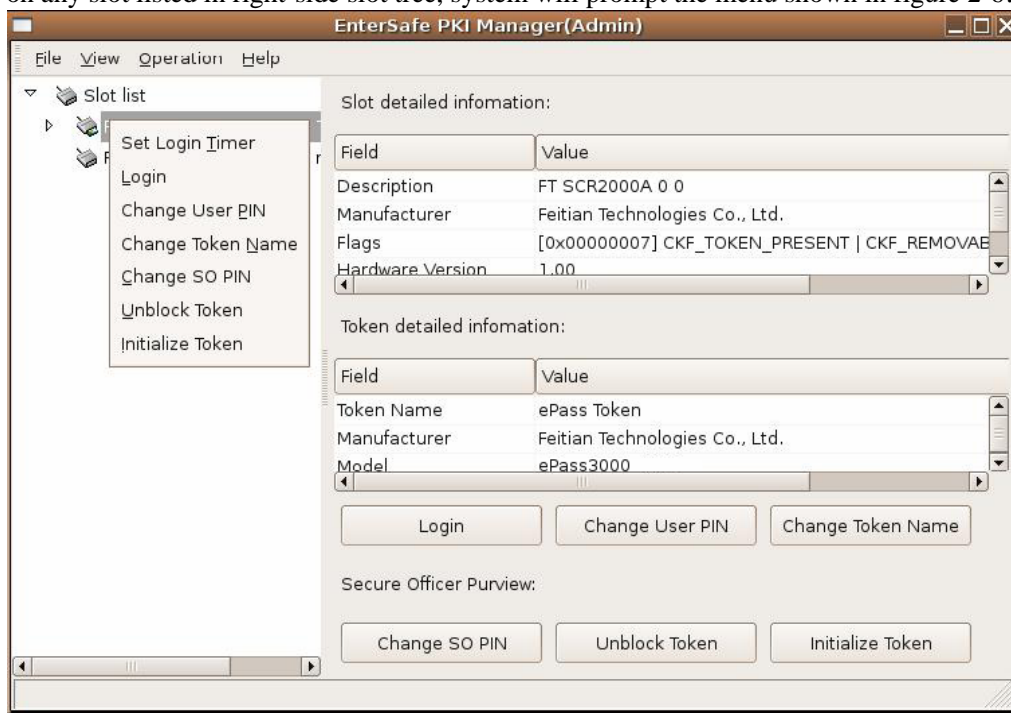 on any slot listed in right-side slot tree, system will prompt the menu shown in figure 2-6.
EnterSafe PKI Manager(Admin)
File View Operation Help
Slot list
Set Login Timer
Login
Change User PIN
Change Token Name
Change SO PIN
Unblock Token
Initialize Token
Slot detailed infomation:
Field Value
Description FT SCR2000A 0 0
Manufacturer Feitian Technologies Co., Ltd.
Flags [0x00000007] CKF_TOKEN_PRESENT | CKF_REMOVAB
Hardware Version 1.00
Token detailed infomation:
Field Value
Token Name ePass Token
Manufacturer Feitian Technologies Co., Ltd.
Model ePass3000
Login Change User PIN Change Token Name
Secure Officer Purview:
Change SO PIN Unblock Token Initialize Token